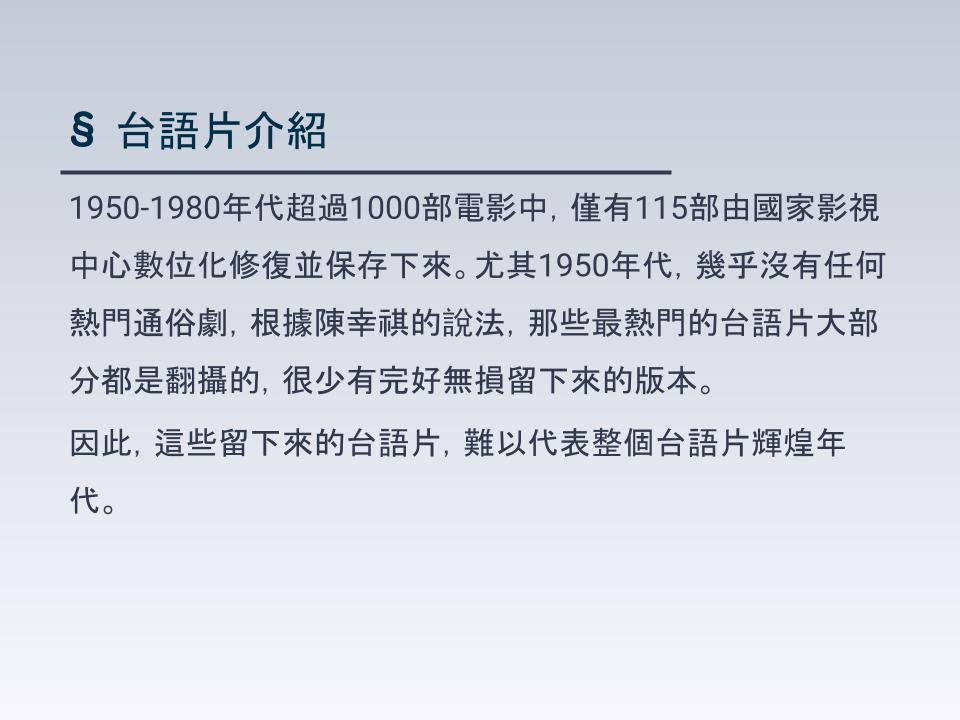 § 台語片介紹
1950-1980年代超過1000部電影中，僅有115部由國家影視
中心數位化修復並保存下來。尤其1950年代，幾乎沒有任何
熱門通俗劇，根據陳幸祺的說法，那些最熱門的台語片大部
分都是翻攝的，很少有完好無損留下來的版本。
因此，這些留下來的台語片，難以代表整個台語片輝煌年
代。